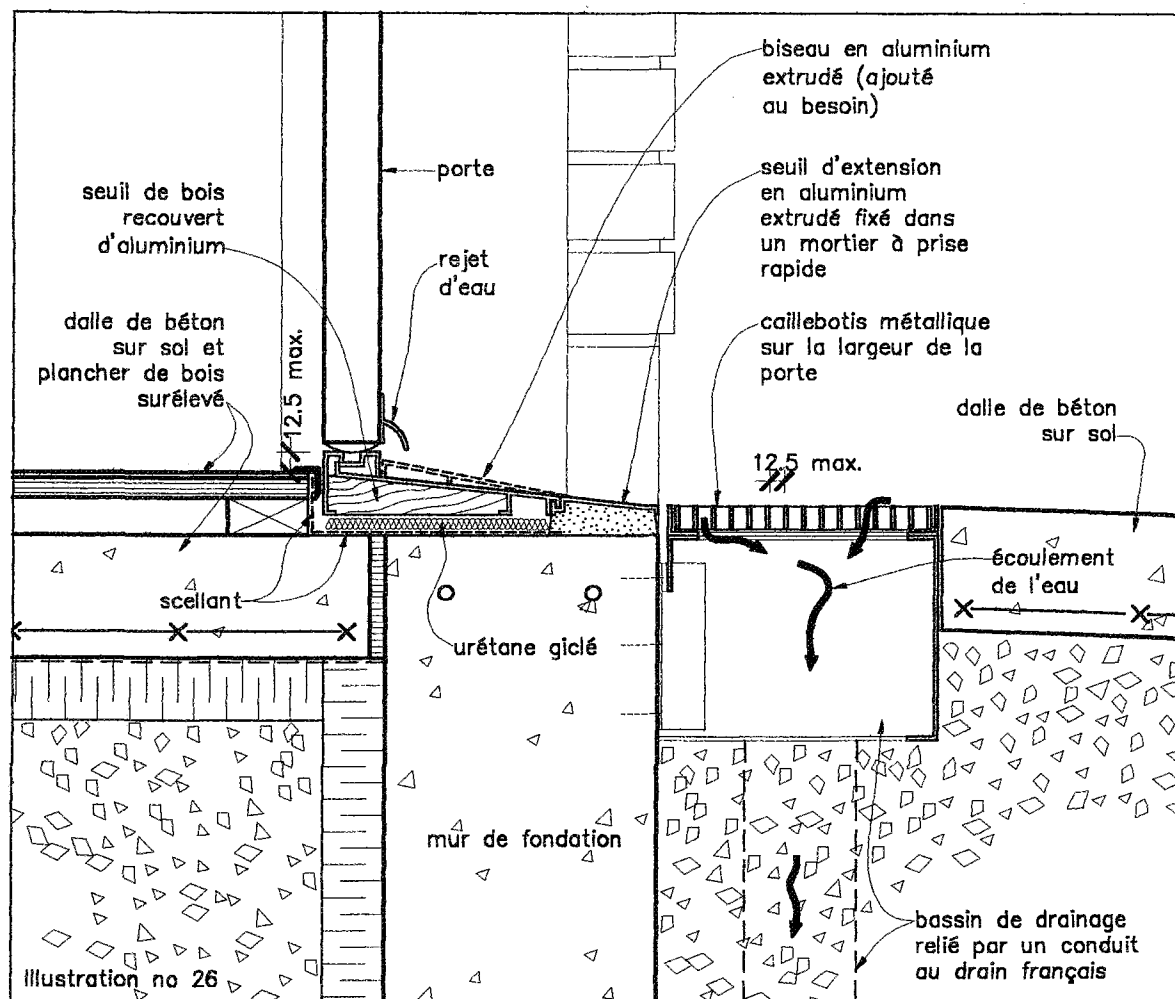 biseau en aluminium
extrudé (ajouté
au besoin)
porte
seuil de bois
recouvert
d'aluminium
seuil d'extension
en aluminium
extrudé fixé dans
un mortier à prise
rapide
rejet
d'eau
dalle de béton
sur sol et
plancher de bois
surélevé
12.5 max.
caillebotis métallique
sur la largeur de la
porte
dalle de béton
sur sol
12.5 max.
écoulement
de l'eau
scellant
urétane giclé
mur de fondation
bassin de drainage
relié par un conduit
au drain français
Illustration no 26